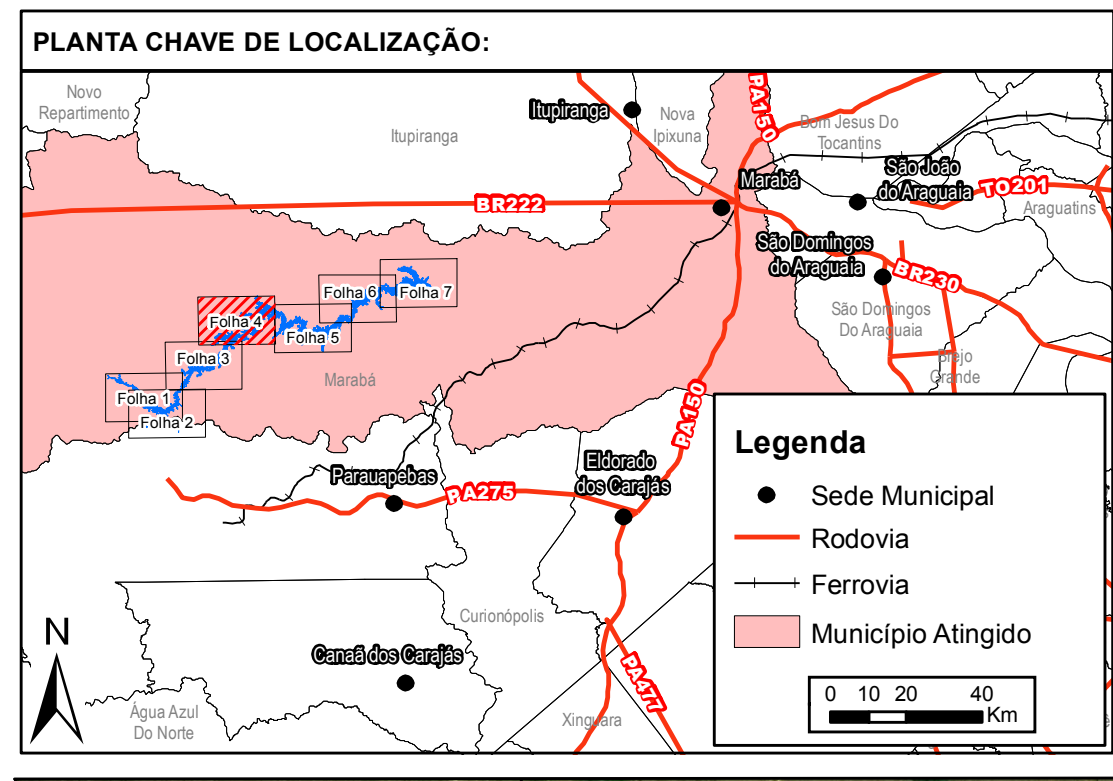 PLANTA CHAVE DE LOCALIZAÇÃO:
Novo
Repartimento
Itupiranga
Itupiranga
Nova
Ipixuna
PA150
Bom Jesus Do
Tocantins
São João
do Araguaia
TO201
Araguatins
Marabá
BR222
São Domingos
do Araguaia
BR230
São Domingos
Do Araguaia
Brejo
Grande
Folha 7
Folha 6
Folha 5
Folha 4
Folha 3
Folha 1
Folha 2
Marabá
PA150
Parauapebas
PA275
Eldorado
dos Carajás
Curionópolis
Canaã dos Carajás
Água Azul
Do Norte
Xinguara
PA477
N
Legenda
Sede Municipal
Rodovia
Ferrovia
Município Atingido
0 10 20 40
Km